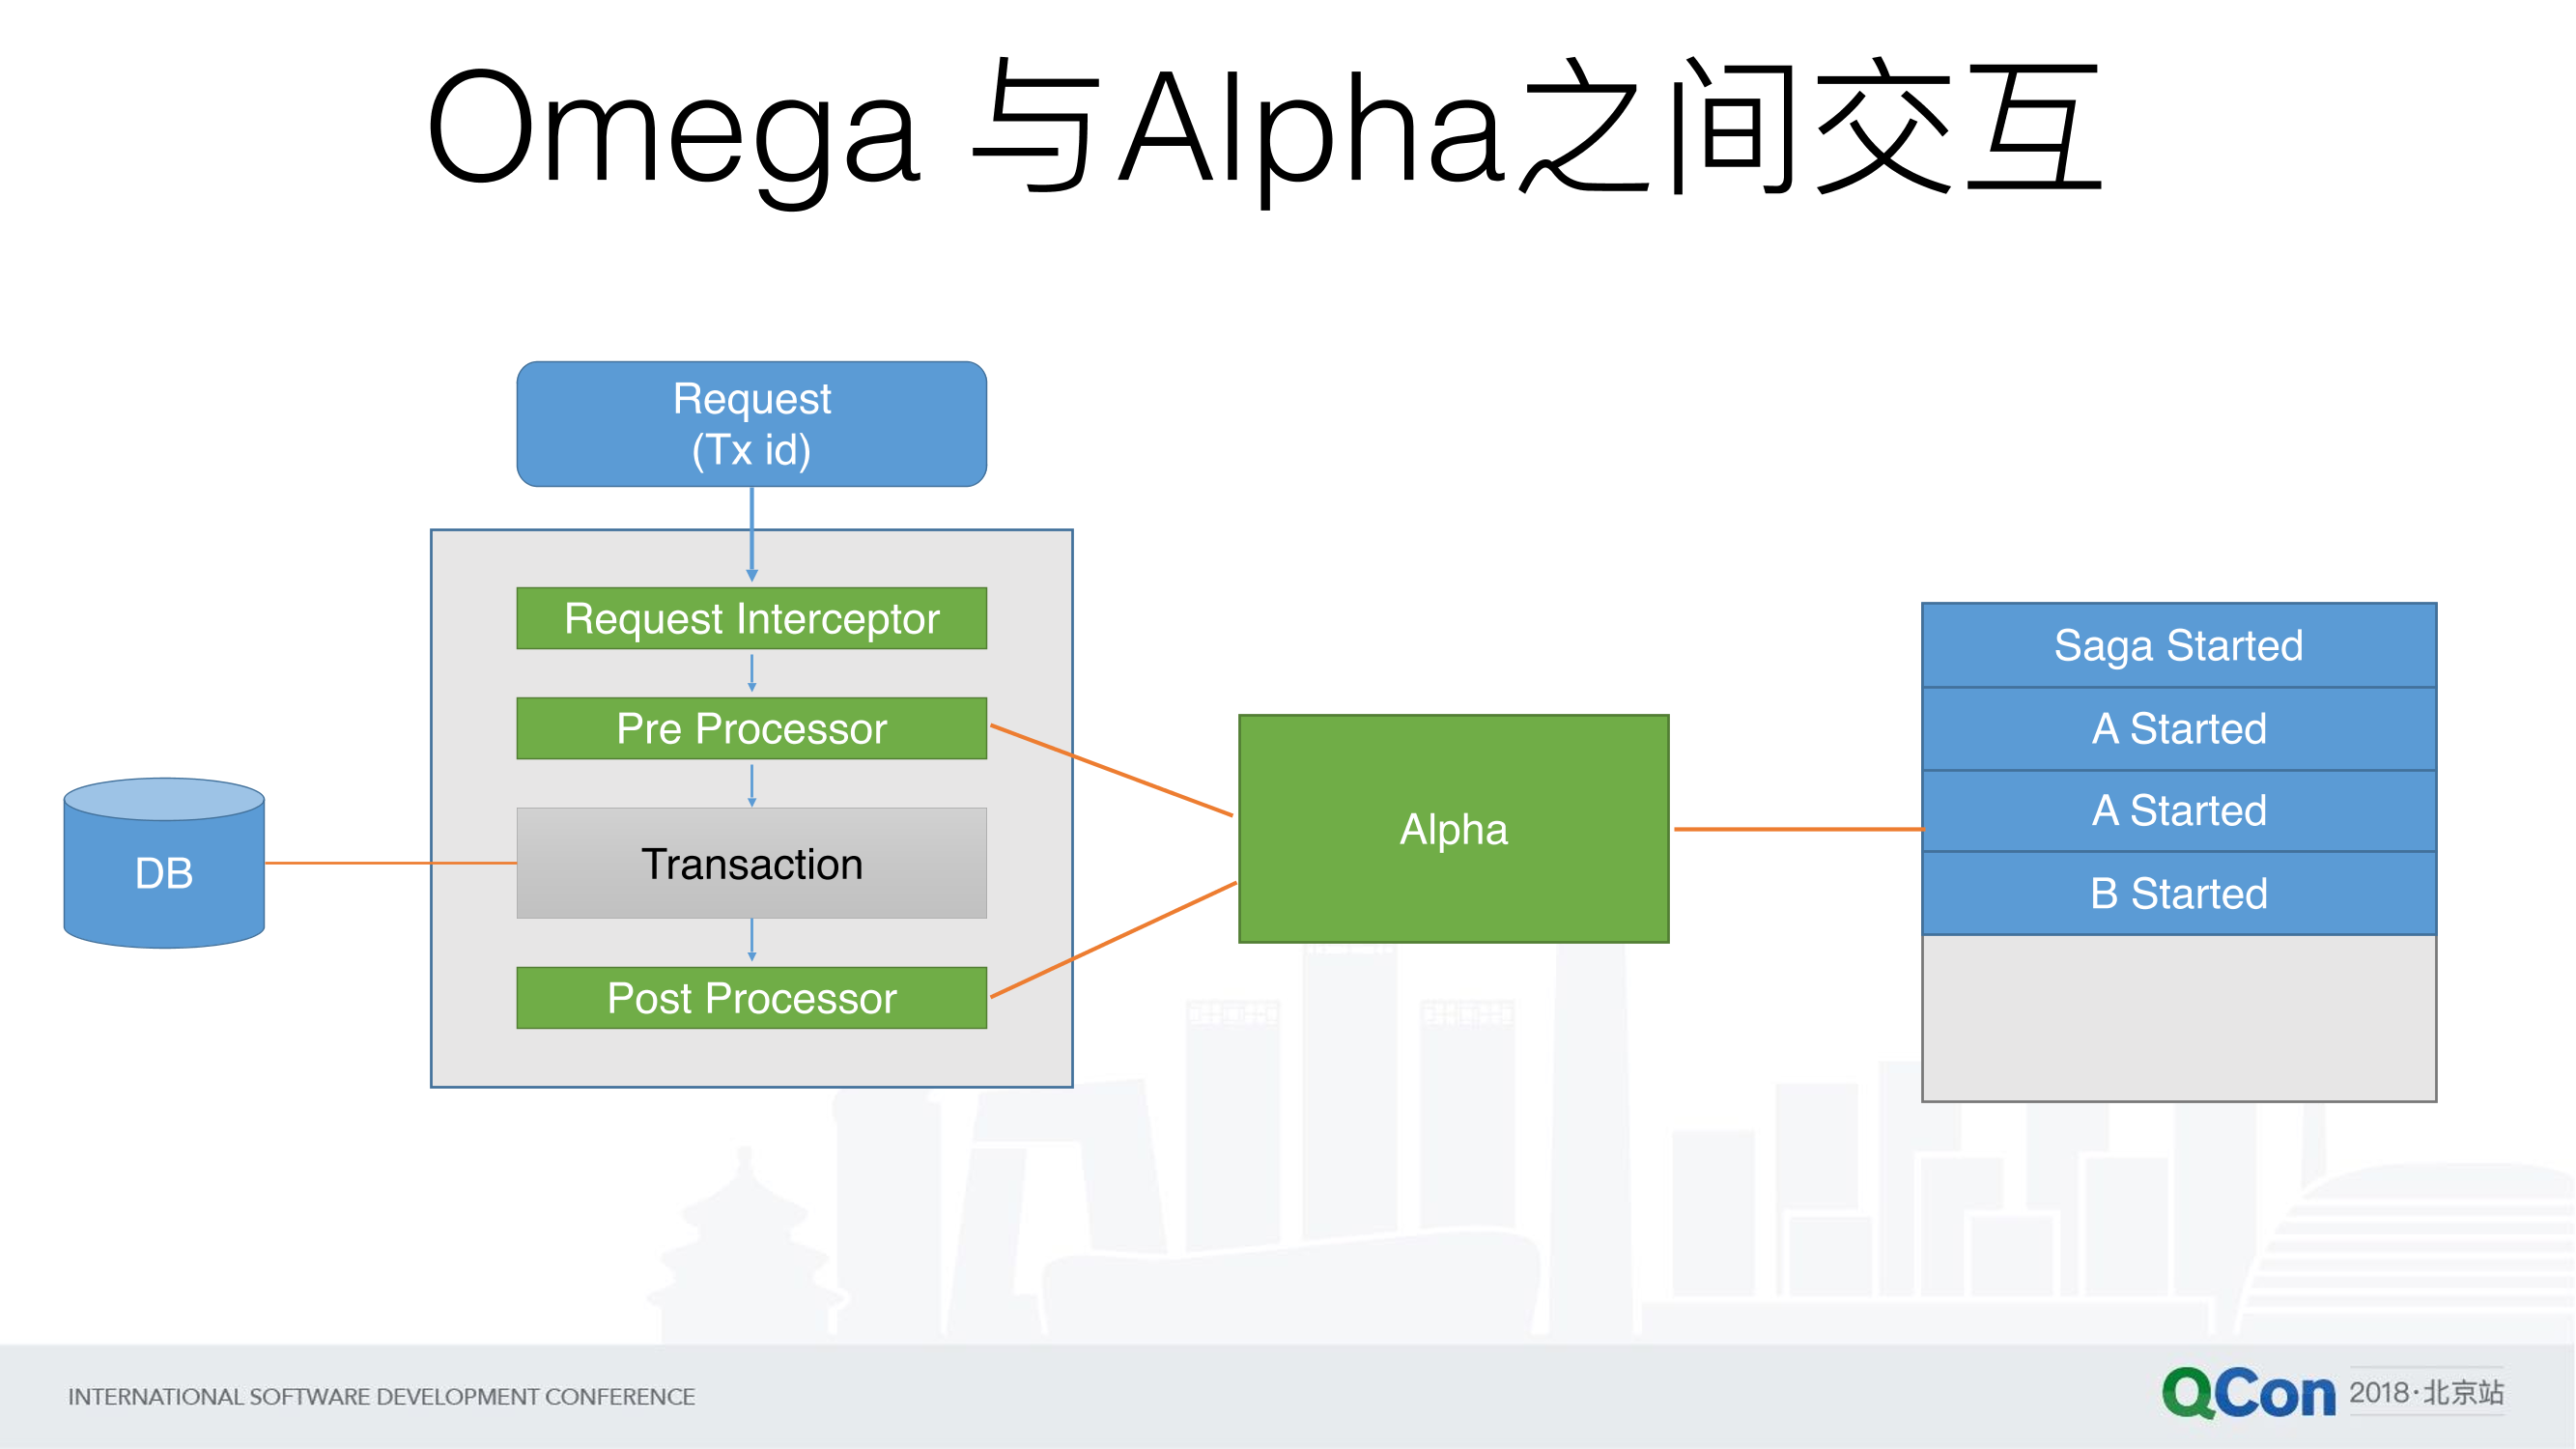 Omega 与Alpha之间交互
Request
(Tx id)
Request Interceptor
Pre Processor
Transaction
Post Processor
DB
Alpha
Saga Started
A Started
A Started
B Started
INTERNATIONAL SOFTWARE DEVELOPMENT CONFERENCE
QCon 2018·北京站